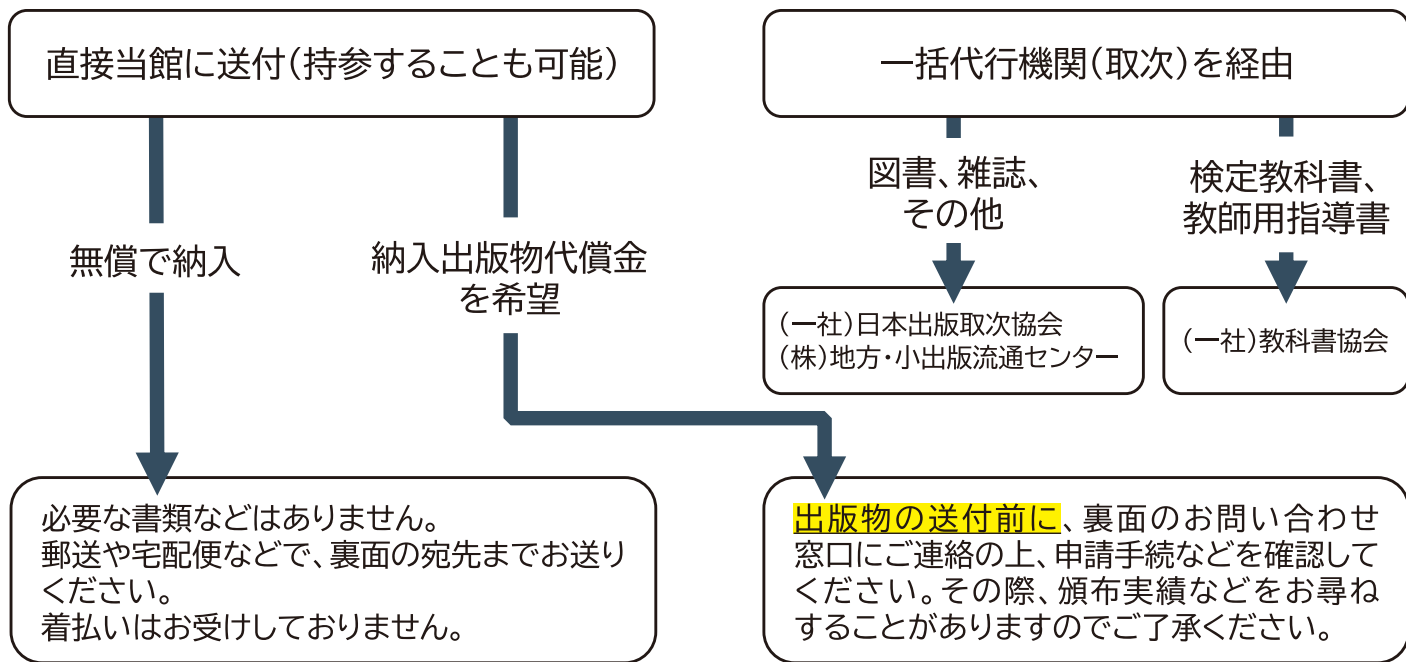 直接当館に送付(持参することも可能)
無償で納入
納入出版物代償金
を希望
一括代行機関(取次)を経由
図書、雑誌、
その他
検定教科書、
教師用指導書
(一社)日本出版取次協会
(株)地方・小出版流通センター
(一社)教科書協会
必要な書類などはありません。
郵送や宅配便などで、裏面の宛先までお送り
ください。
着払いはお受けしておりません。
出版物の送付前に、裏面のお問い合わせ
窓口にご連絡の上、申請手続などを確認して
ください。その際、頒布実績などをお尋ね
することがありますのでご了承ください。